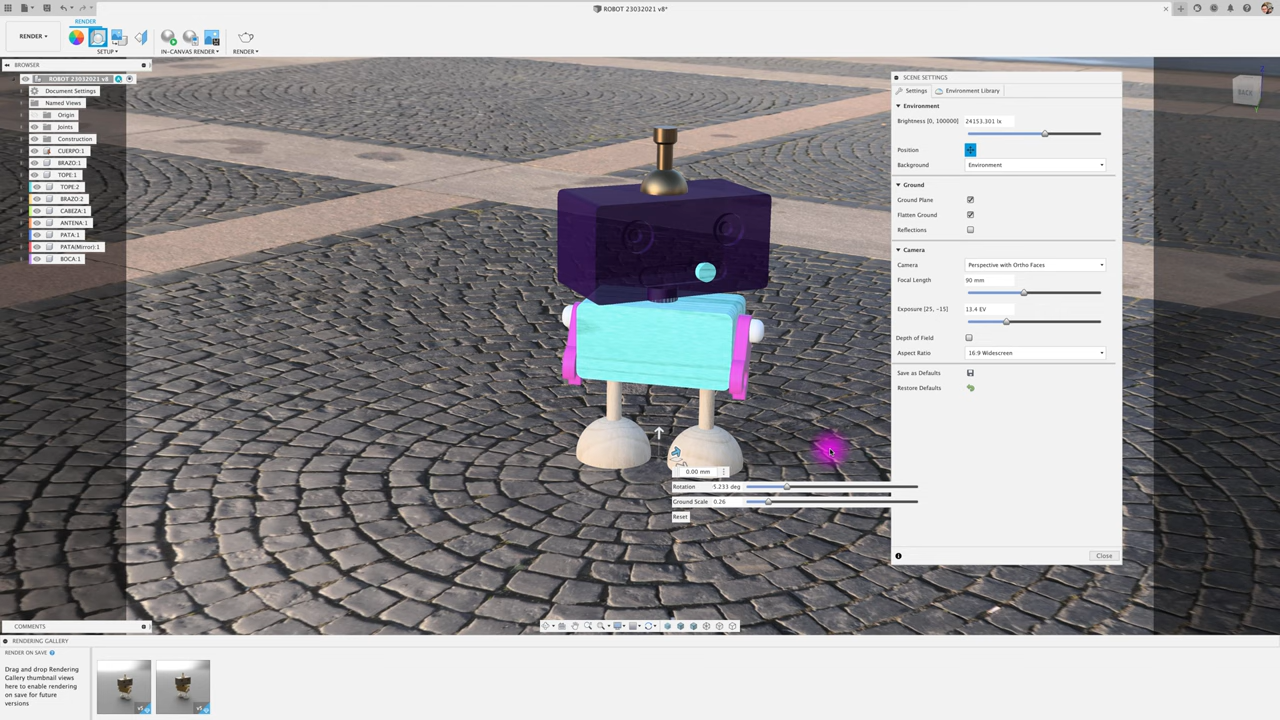 ROBOT 23032021 v8*
RENDER
RENDER ▾
SETUP ▾
IN-CANVAS RENDER ▾
RENDER ▾
BROWSER
ROBOT 23032021 v8
Document Settings
Named Views
Origin
Joints
Construction
CUERPO:1
BRAZO:1
TOPE:1
TOPE:2
BRAZO:2
CABEZA:1
ANTENA:1
PATA:1
PATA(Mirror):1
BOCA:1
BACK
Z
SCENE SETTINGS
Settings
Environment Library
Environment
Brightness [0, 100000]
24153.301 lx
Position
Background
Environment
Ground
Ground Plane
Flatten Ground
Reflections
Camera
Camera
Perspective with Ortho Faces
Focal Length
90 mm
Exposure [25, -15]
13.4 EV
Depth of Field
Aspect Ratio
16:9 Widescreen
Save as Defaults
Restore Defaults
Close
0.00 mm
Rotation
5.233 deg
Ground Scale
0.26
Reset
COMMENTS
RENDERING GALLERY
RENDER ON SAVE
Drag and drop Rendering
Gallery thumbnail views
here to enable rendering
on save for future
versions
v5
v5